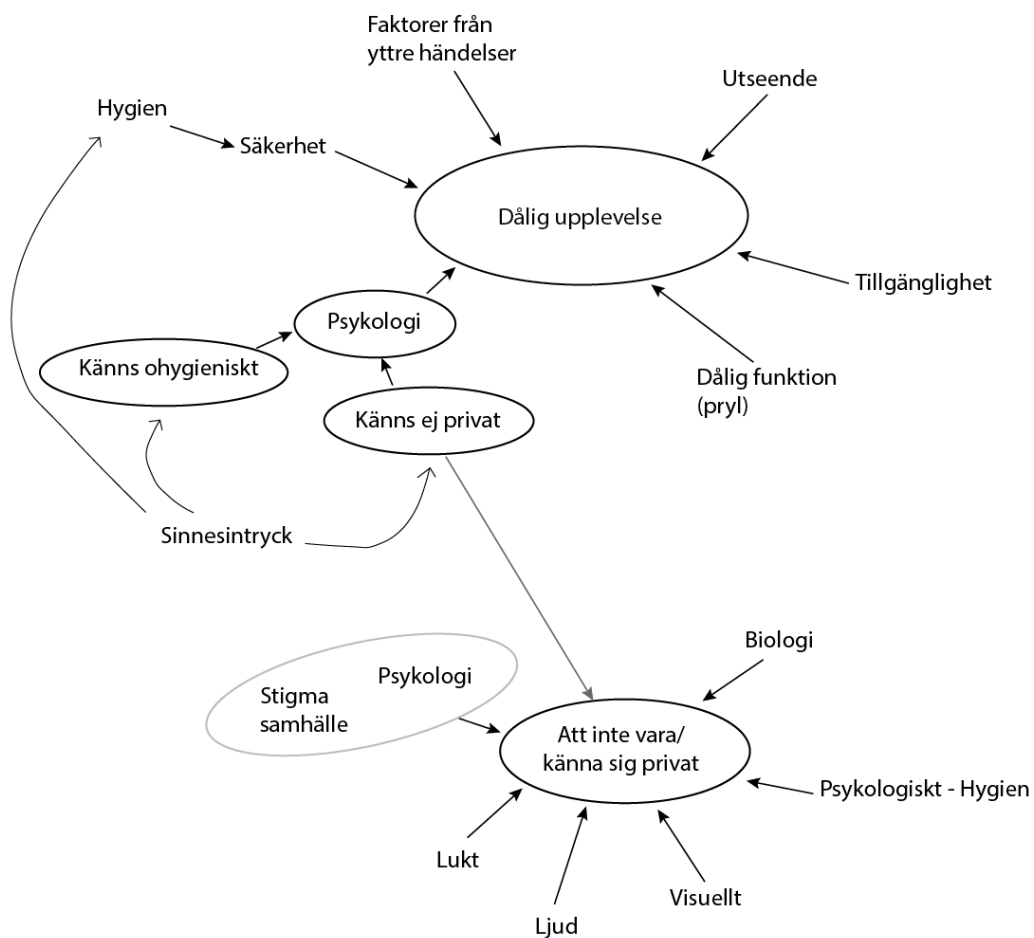 Faktorer från
yttre händelser
Utseende
Hygien
Säkerhet
Dålig upplevelse
Tillgänglighet
Psykologi
Känns ohygieniskt
Dålig funktion
(pryl)
Känns ej privat
Sinnesintryck
Biologi
Psykologi
Stigma
samhälle
Att inte vara/
känna sig privat
Psykologiskt - Hygien
Lukt
Visuellt
Ljud